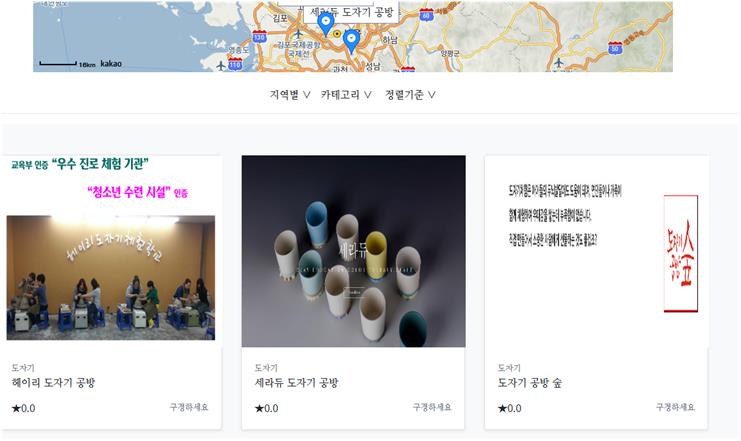 김포
세라듀 도자기 공방
하남
60
130
김포국제공항
국제선
영종도
110
과천
성남
양평군
50
16km
kakao
지역별 ∨ 카테고리 ∨ 정렬기준 ∨
교육부 인증 “우수 진로 체험 기관”
“청소년 수련 시설” 인증
헤이리도자기체험학교
세라듀
도자기
공방
숲
도자기
헤이리 도자기 공방
★0.0 구경하세요
도자기
세라듀 도자기 공방
★0.0 구경하세요
도자기
도자기 공방 숲
★0.0 구경하세요